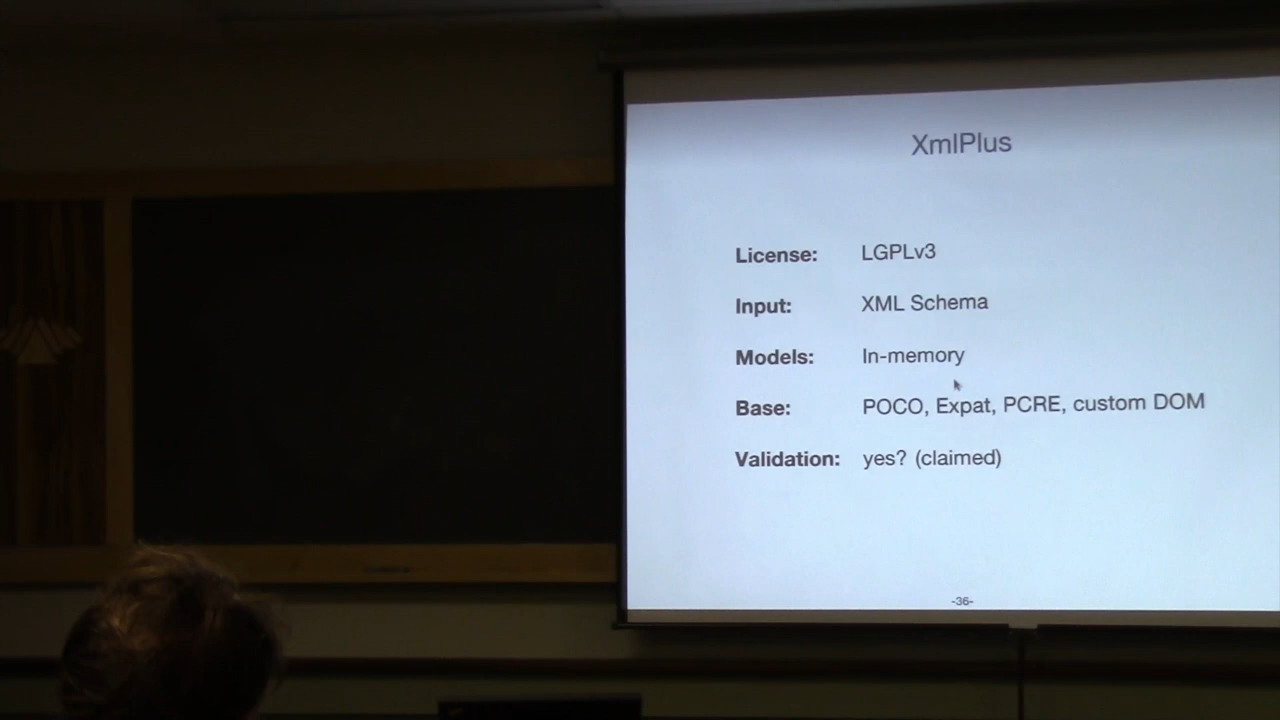 XmlPlus
License: LGPLv3
Input: XML Schema
Models: In-memory
Base: POCO, Expat, PCRE, custom DOM
Validation: yes? (claimed)
-36-